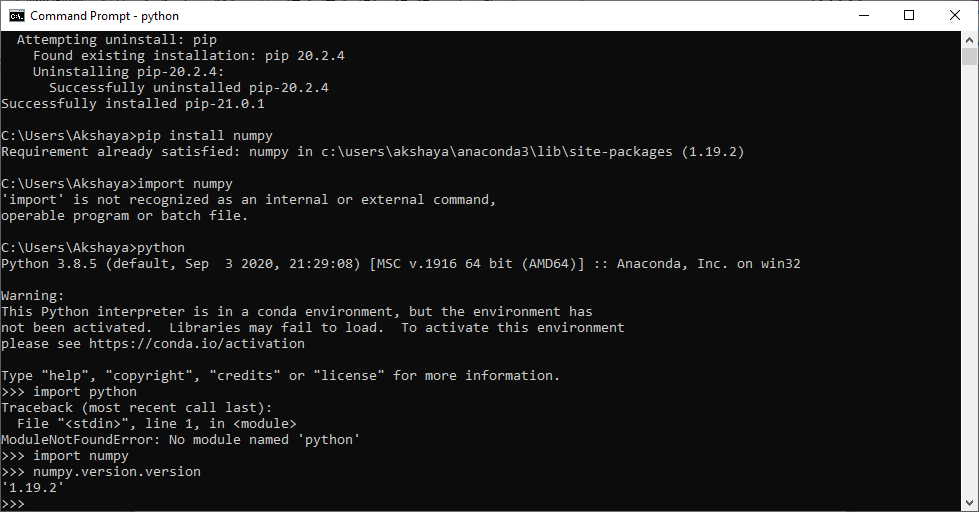 Command Prompt - python
  Attempting uninstall: pip
    Found existing installation: pip 20.2.4
    Uninstalling pip-20.2.4:
      Successfully uninstalled pip-20.2.4
Successfully installed pip-21.0.1
C:\Users\Akshaya>pip install numpy
Requirement already satisfied: numpy in c:\users\akshaya\anaconda3\lib\site-packages (1.19.2)
C:\Users\Akshaya>import numpy
'import' is not recognized as an internal or external command,
operable program or batch file.
C:\Users\Akshaya>python
Python 3.8.5 (default, Sep  3 2020, 21:29:08) [MSC v.1916 64 bit (AMD64)] :: Anaconda, Inc. on win32
Warning:
This Python interpreter is in a conda environment, but the environment has
not been activated.  Libraries may fail to load.  To activate this environment
please see https://conda.io/activation
Type "help", "copyright", "credits" or "license" for more information.
>>> import python
Traceback (most recent call last):
  File "<stdin>", line 1, in <module>
ModuleNotFoundError: No module named 'python'
>>> import numpy
>>> numpy.version.version
'1.19.2'
>>>